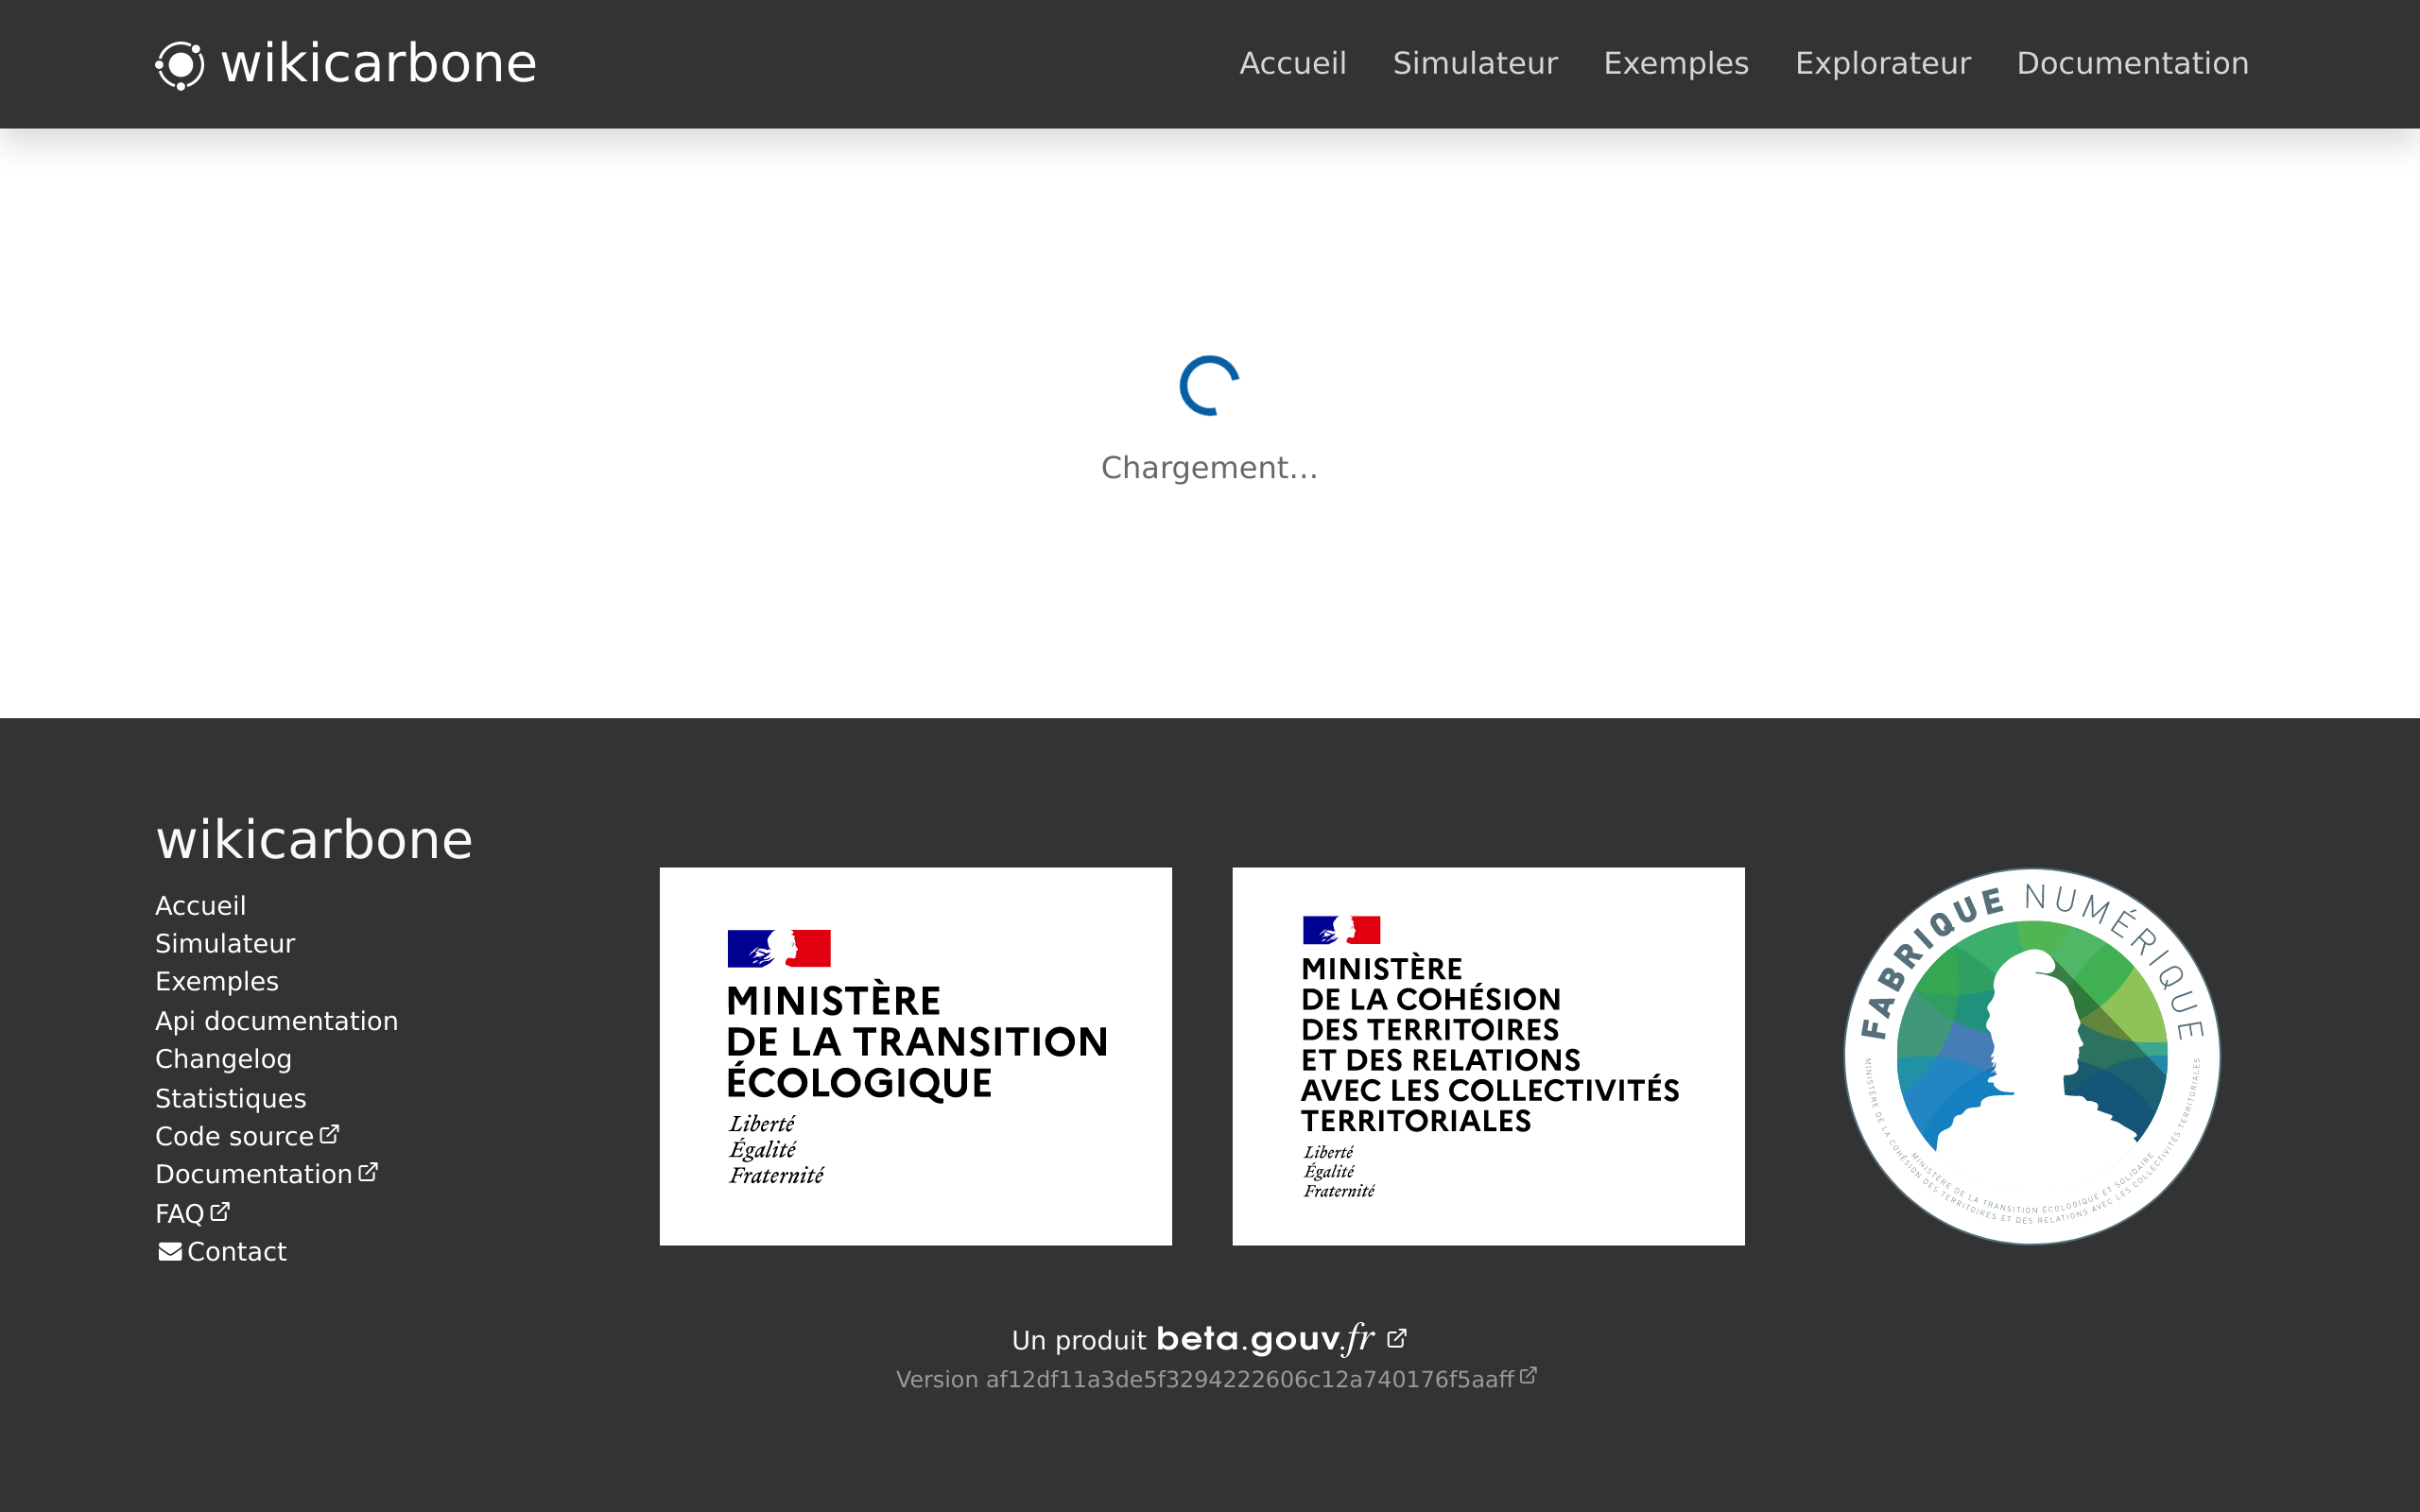 wikicarbone
Accueil
Simulateur
Exemples
Explorateur
Documentation
Chargement...
wikicarbone
Accueil
Simulateur
Exemples
Api documentation
Changelog
Statistiques
Code source
Documentation
FAQ
Contact
MINISTÈRE
DE LA TRANSITION
ÉCOLOGIQUE
Liberté
Égalité
Fraternité
MINISTÈRE
DE LA COHÉSION
DES TERRITOIRES
ET DES RELATIONS
AVEC LES COLLECTIVITÉS
TERRITORIALES
Liberté
Égalité
Fraternité
FABRIQUE NUMÉRIQUE
MINISTÈRE DE LA TRANSITION ÉCOLOGIQUE ET SOLIDAIRE
MINISTÈRE DE LA COHÉSION DES TERRITOIRES ET DES RELATIONS AVEC LES COLLECTIVITÉS TERRITORIALES
Un produit beta.gouv.fr
Version af12df11a3de5f3294222606c12a740176f5aaff